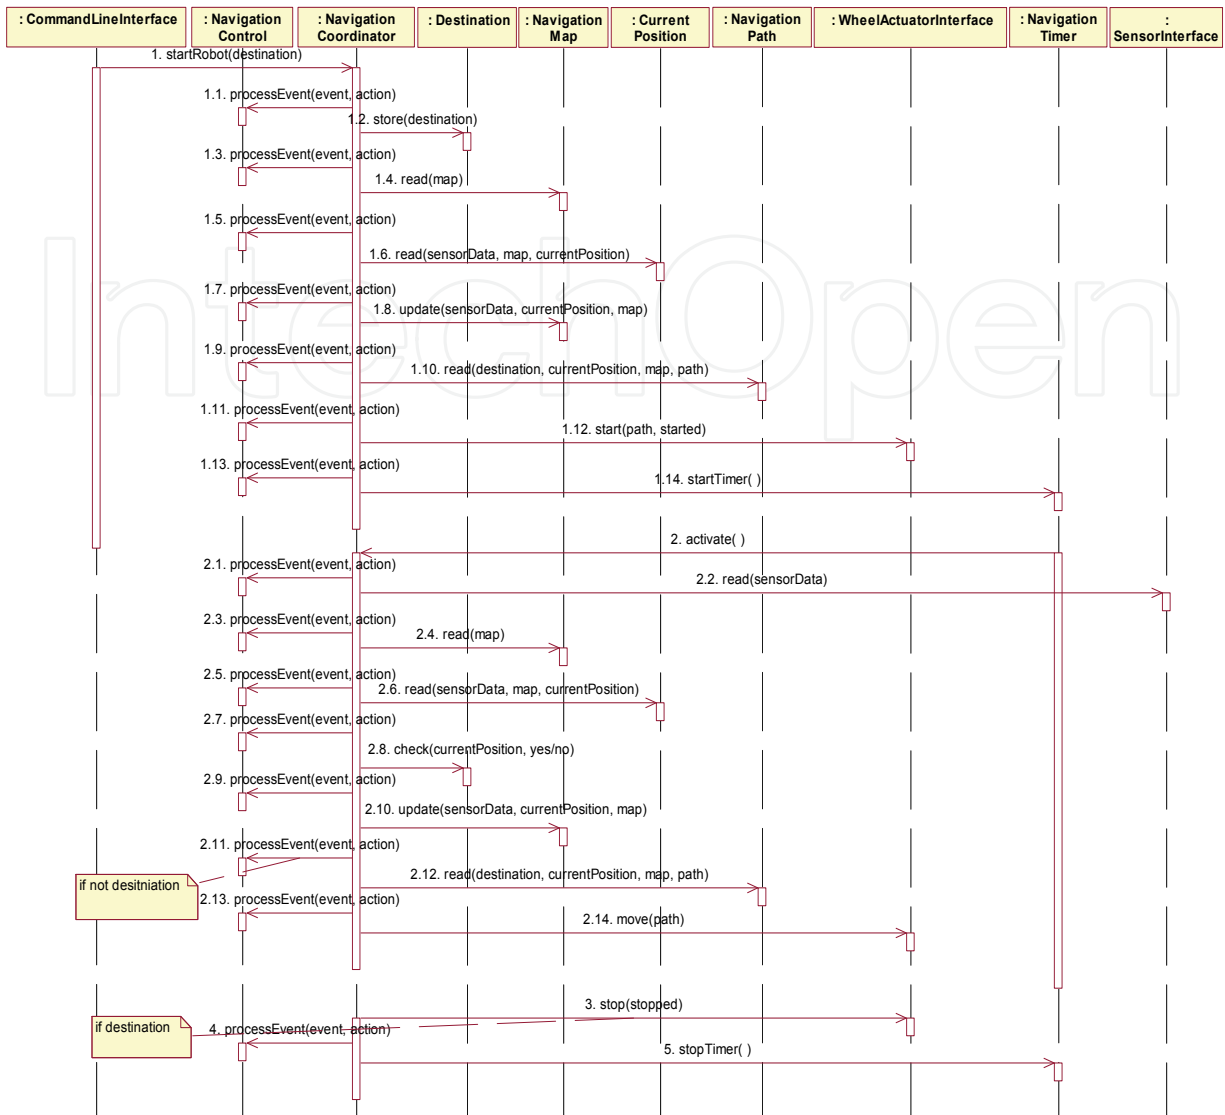 : CommandLineInterface
: Navigation
Control
: Navigation
Coordinator
: Destination
: Navigation
Map
: Current
Position
: Navigation
Path
: WheelActuatorInterface
: Navigation
Timer
:
SensorInterface
1. startRobot(destination)
1.1. processEvent(event, action)
1.2. store(destination)
1.3. processEvent(event, action)
1.4. read(map)
1.5. processEvent(event, action)
1.6. read(sensorData, map, currentPosition)
1.7. processEvent(event, action)
1.8. update(sensorData, currentPosition, map)
1.9. processEvent(event, action)
1.10. read(destination, currentPosition, map, path)
1.11. processEvent(event, action)
1.12. start(path, started)
1.13. processEvent(event, action)
1.14. startTimer( )
2. activate( )
2.1. processEvent(event, action)
2.2. read(sensorData)
2.3. processEvent(event, action)
2.4. read(map)
2.5. processEvent(event, action)
2.6. read(sensorData, map, currentPosition)
2.7. processEvent(event, action)
2.8. check(currentPosition, yes/no)
2.9. processEvent(event, action)
2.10. update(sensorData, currentPosition, map)
2.11. processEvent(event, action)
if not desitniation
2.12. read(destination, currentPosition, map, path)
2.13. processEvent(event, action)
2.14. move(path)
3. stop(stopped)
if destination
4. processEvent(event, action)
5. stopTimer( )
IntechOpen